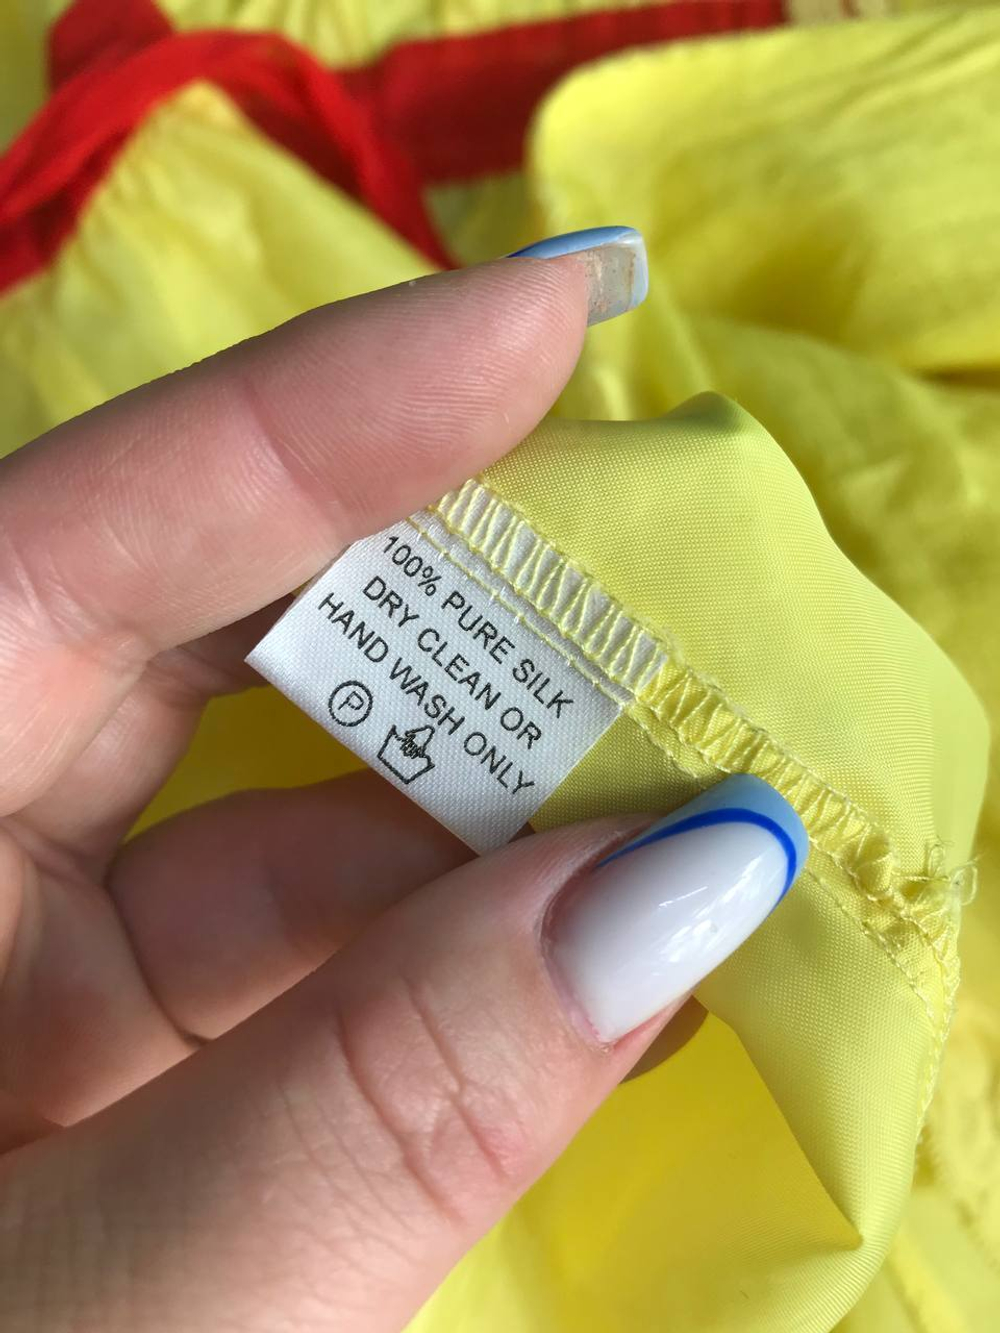 100% PURE SILK
DRY CLEAN OR
HAND WASH ONLY
P